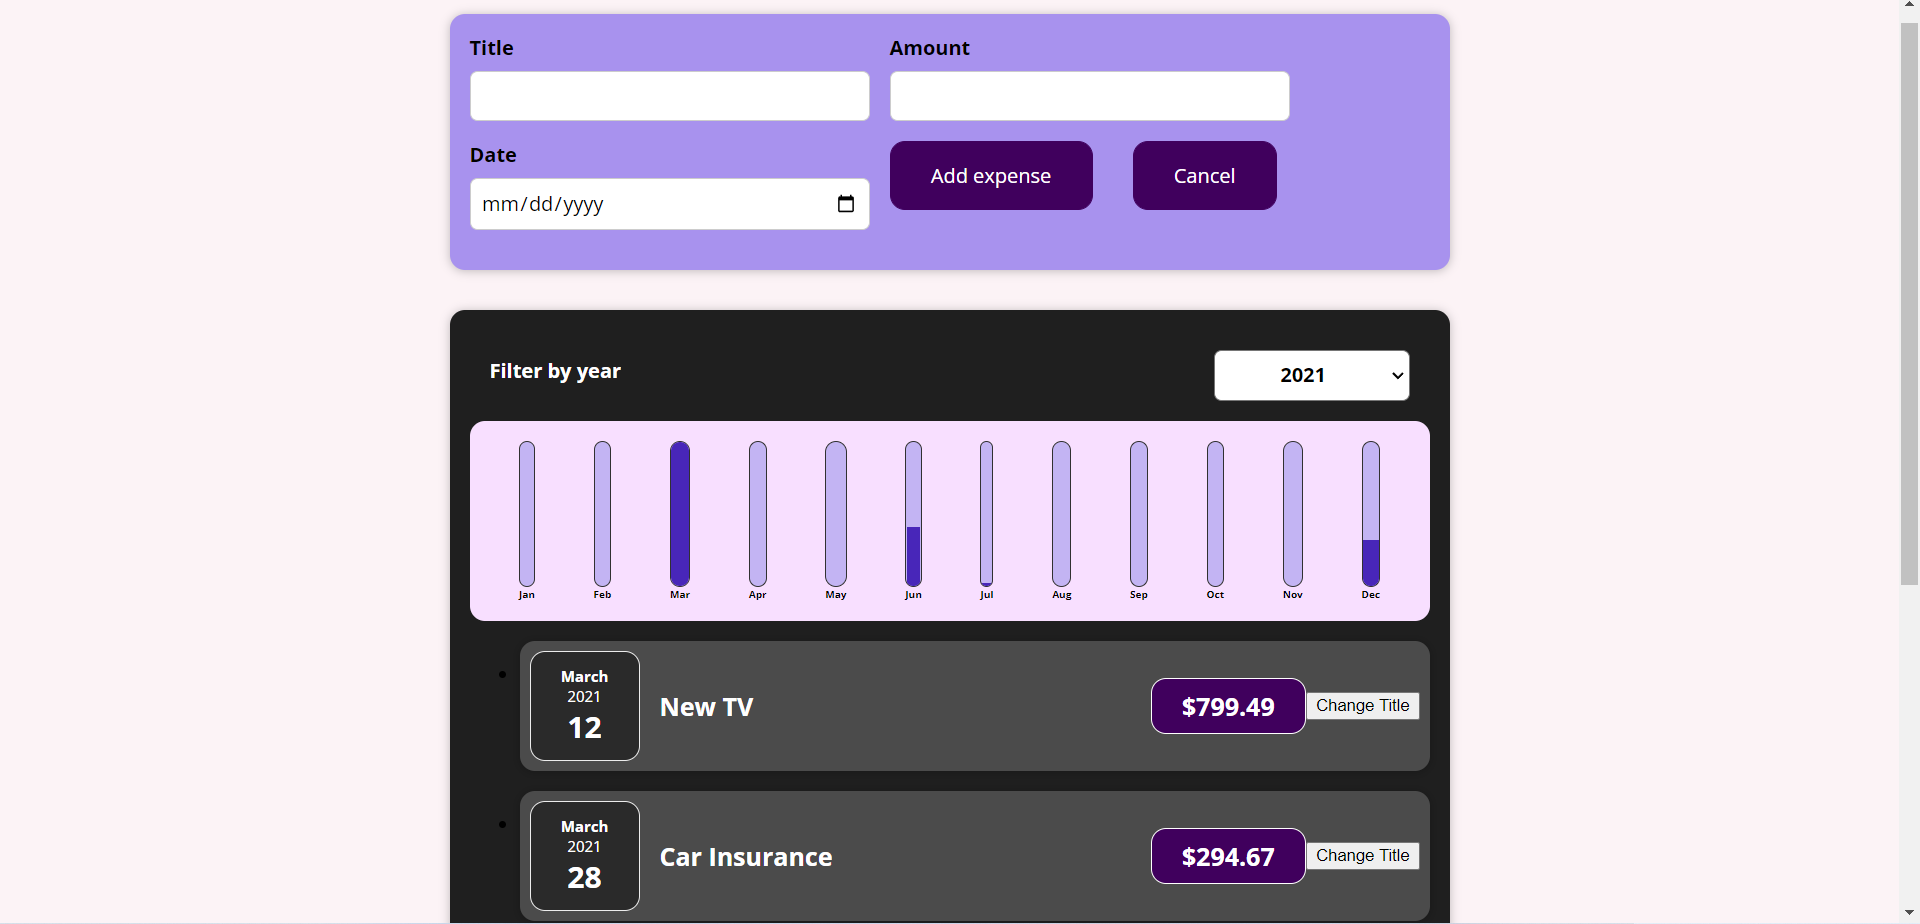 Title
Amount
Date
mm/dd/yyyy
Add expense
Cancel
Filter by year
2021
Jan
Feb
Mar
Apr
May
Jun
Jul
Aug
Sep
Oct
Nov
Dec
March
2021
12
New TV
$799.49
Change Title
March
2021
28
Car Insurance
$294.67
Change Title